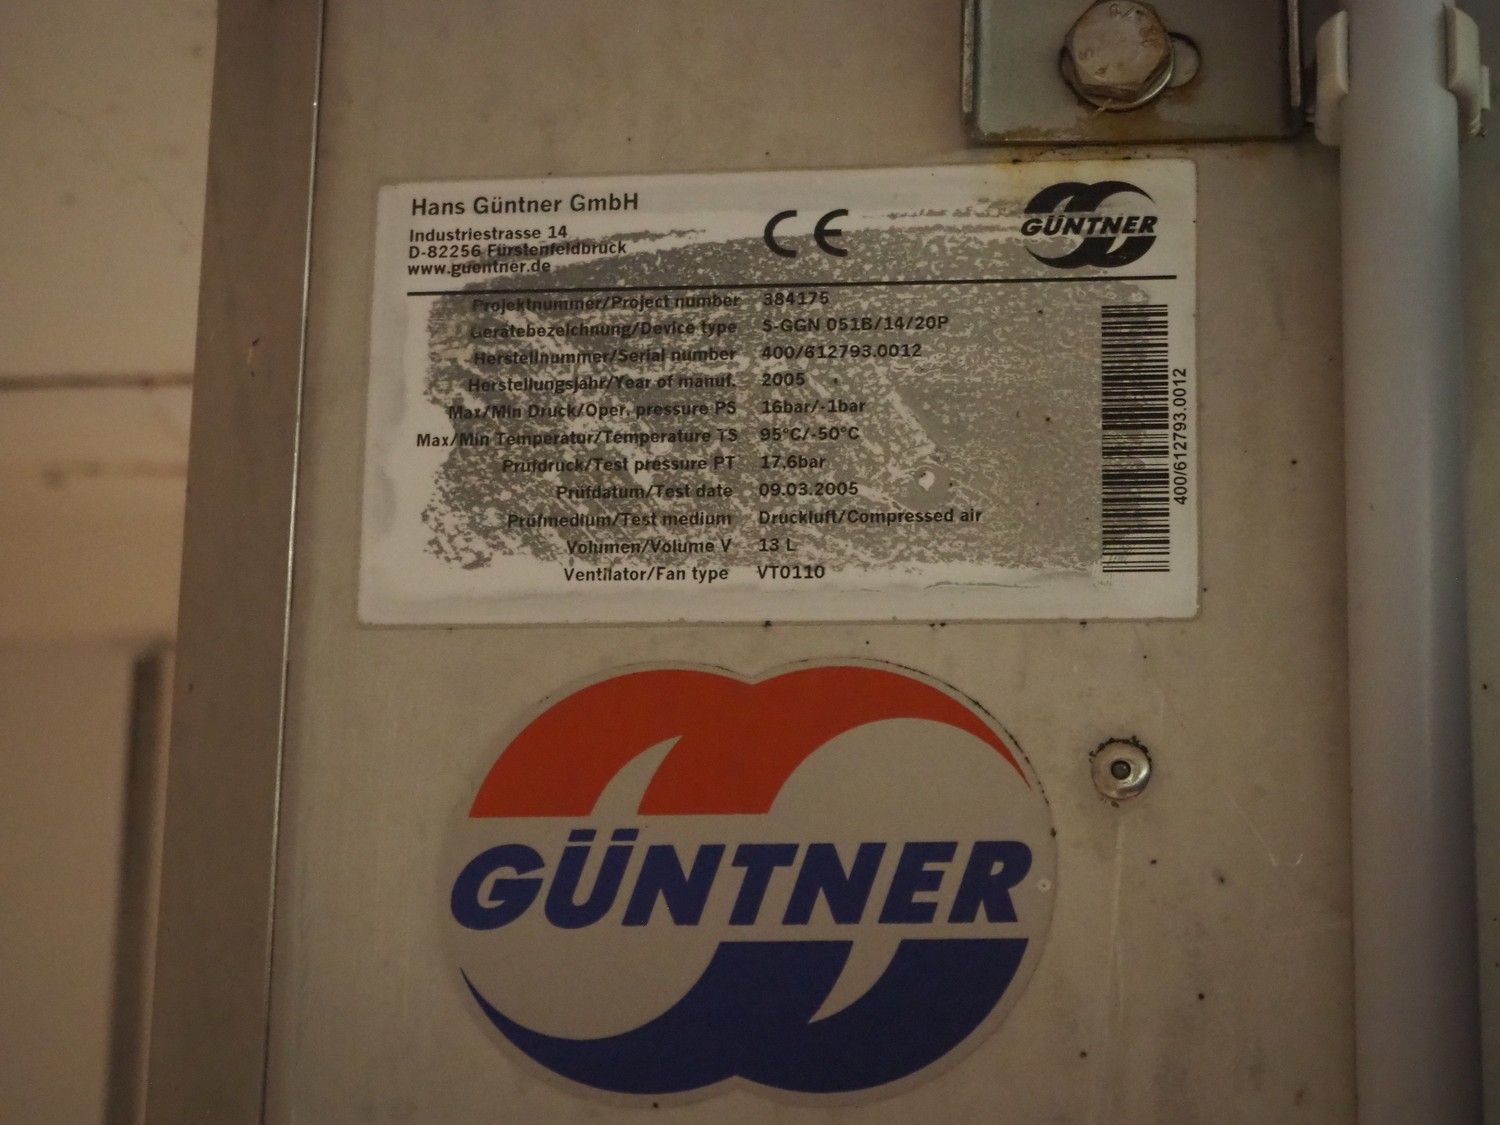 Hans Güntner GmbH
Industriestrasse 14
D-82256 Fürstenfeldbruck
www.guentner.de
CE
GÜNTNER
Projektnummer/Project number 384175
Gerätebezeichnung/Device type S-GGN 051B/14/20P
Herstellnummer/Serial number 400/612793.0012
Herstellungsjahr/Year of manuf. 2005
Max/Min Druck/Oper. pressure PS 16bar/-1bar
Max/Min Temperatur/Temperature TS 95°C/-50°C
Prüfdruck/Test pressure PT 17,6bar
Prüfdatum/Test date 09.03.2005
Prüfmedium/Test medium Druckluft/Compressed air
Volumen/Volume V 13 L
Ventilator/Fan type VT0110
400/612793.0012
GÜNTNER